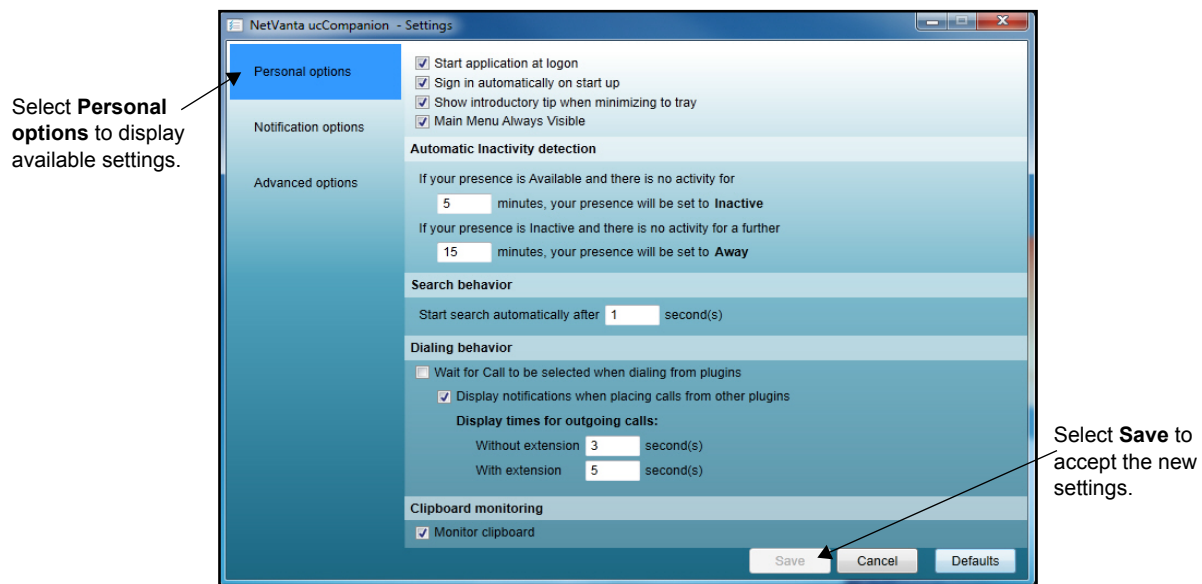 NetVanta ucCompanion - Settings
Select Personal
options to display
available settings.
Personal options
Notification options
Advanced options
Start application at logon
Sign in automatically on start up
Show introductory tip when minimizing to tray
Main Menu Always Visible
Automatic Inactivity detection
If your presence is Available and there is no activity for
5 minutes, your presence will be set to Inactive
If your presence is Inactive and there is no activity for a further
15 minutes, your presence will be set to Away
Search behavior
Start search automatically after 1 second(s)
Dialing behavior
Wait for Call to be selected when dialing from plugins
Display notifications when placing calls from other plugins
Display times for outgoing calls:
Without extension 3 second(s)
With extension 5 second(s)
Clipboard monitoring
Monitor clipboard
Save Cancel Defaults
Select Save to
accept the new
settings.